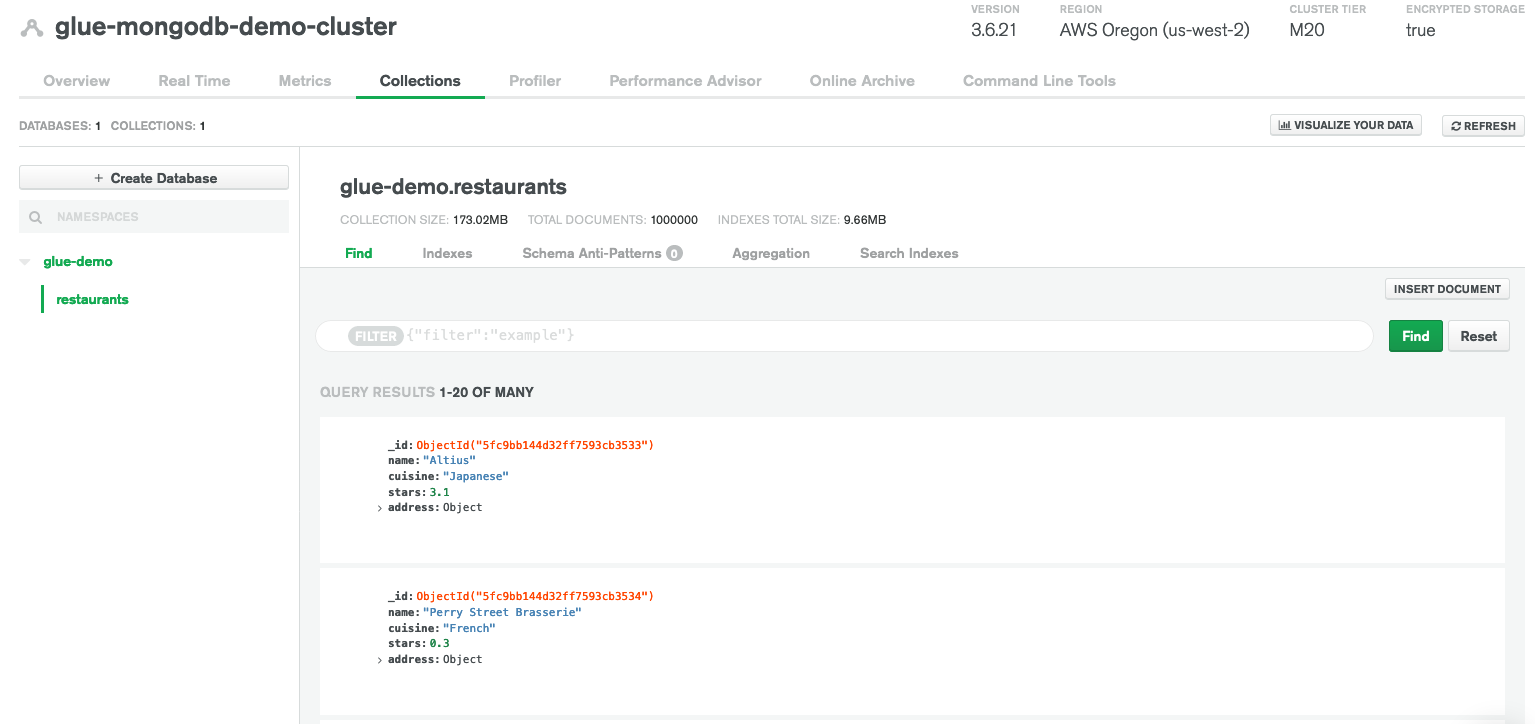 glue-mongodb-demo-cluster
VERSION REGION CLUSTER TIER ENCRYPTED STORAGE
3.6.21 AWS Oregon (us-west-2) M20 true
Overview Real Time Metrics Collections Profiler Performance Advisor Online Archive Command Line Tools
DATABASES: 1 COLLECTIONS: 1 VISUALIZE YOUR DATA REFRESH
+ Create Database
NAMESPACES
glue-demo
restaurants
glue-demo.restaurants
COLLECTION SIZE: 173.02MB TOTAL DOCUMENTS: 1000000 INDEXES TOTAL SIZE: 9.66MB
Find Indexes Schema Anti-Patterns 0 Aggregation Search Indexes
INSERT DOCUMENT
FILTER {"filter":"example"} Find Reset
QUERY RESULTS 1-20 OF MANY
_id: ObjectId("5fc9bb144d32ff7593cb3533")
name: "Altius"
cuisine: "Japanese"
stars: 3.1
> address: Object
_id: ObjectId("5fc9bb144d32ff7593cb3534")
name: "Perry Street Brasserie"
cuisine: "French"
stars: 0.3
> address: Object